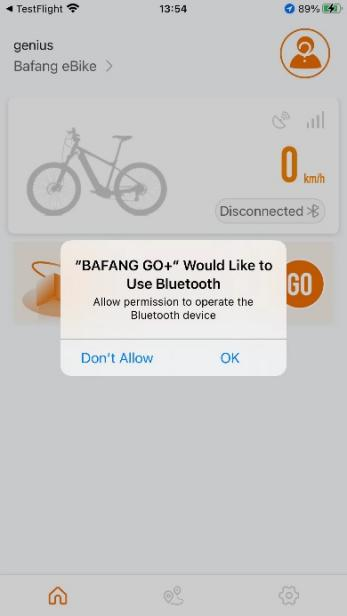 ◀ TestFlight
13:54
89%
genius
Bafang eBike >
0 km/h
Disconnected
"BAFANG GO+" Would Like to
Use Bluetooth
Allow permission to operate the
Bluetooth device
Don't Allow
OK
GO